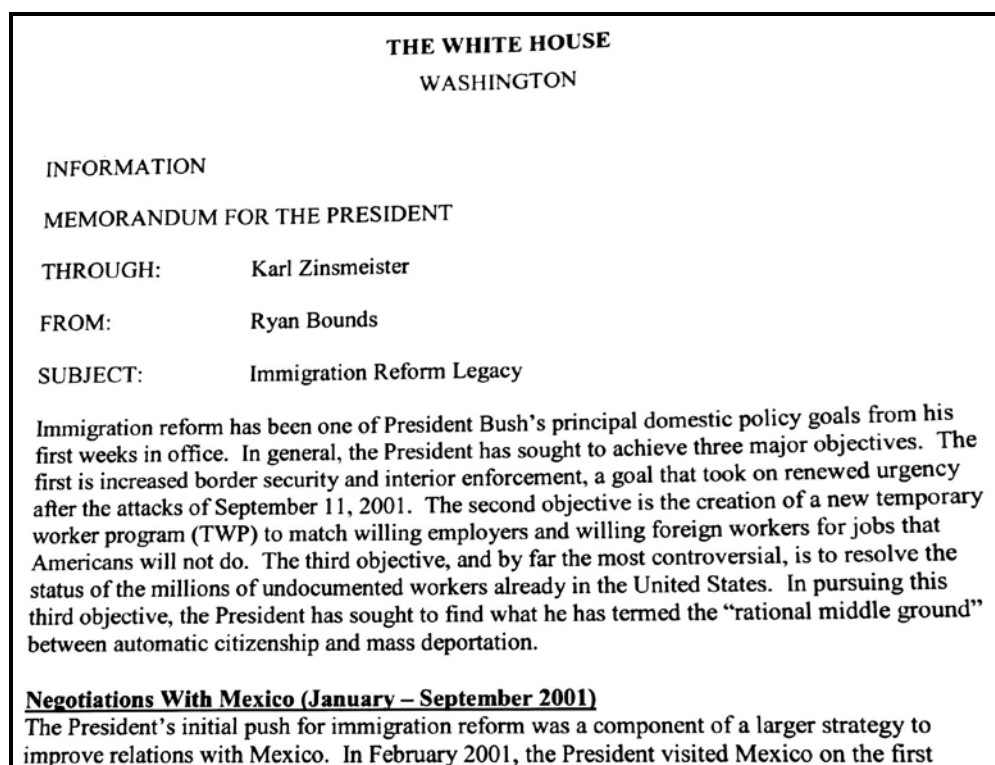 THE WHITE HOUSE
WASHINGTON
INFORMATION
MEMORANDUM FOR THE PRESIDENT
THROUGH: Karl Zinsmeister
FROM: Ryan Bounds
SUBJECT: Immigration Reform Legacy
Immigration reform has been one of President Bush's principal domestic policy goals from his
first weeks in office. In general, the President has sought to achieve three major objectives. The
first is increased border security and interior enforcement, a goal that took on renewed urgency
after the attacks of September 11, 2001. The second objective is the creation of a new temporary
worker program (TWP) to match willing employers and willing foreign workers for jobs that
Americans will not do. The third objective, and by far the most controversial, is to resolve the
status of the millions of undocumented workers already in the United States. In pursuing this
third objective, the President has sought to find what he has termed the “rational middle ground”
between automatic citizenship and mass deportation.
Negotiations With Mexico (January – September 2001)
The President's initial push for immigration reform was a component of a larger strategy to
improve relations with Mexico. In February 2001, the President visited Mexico on the first